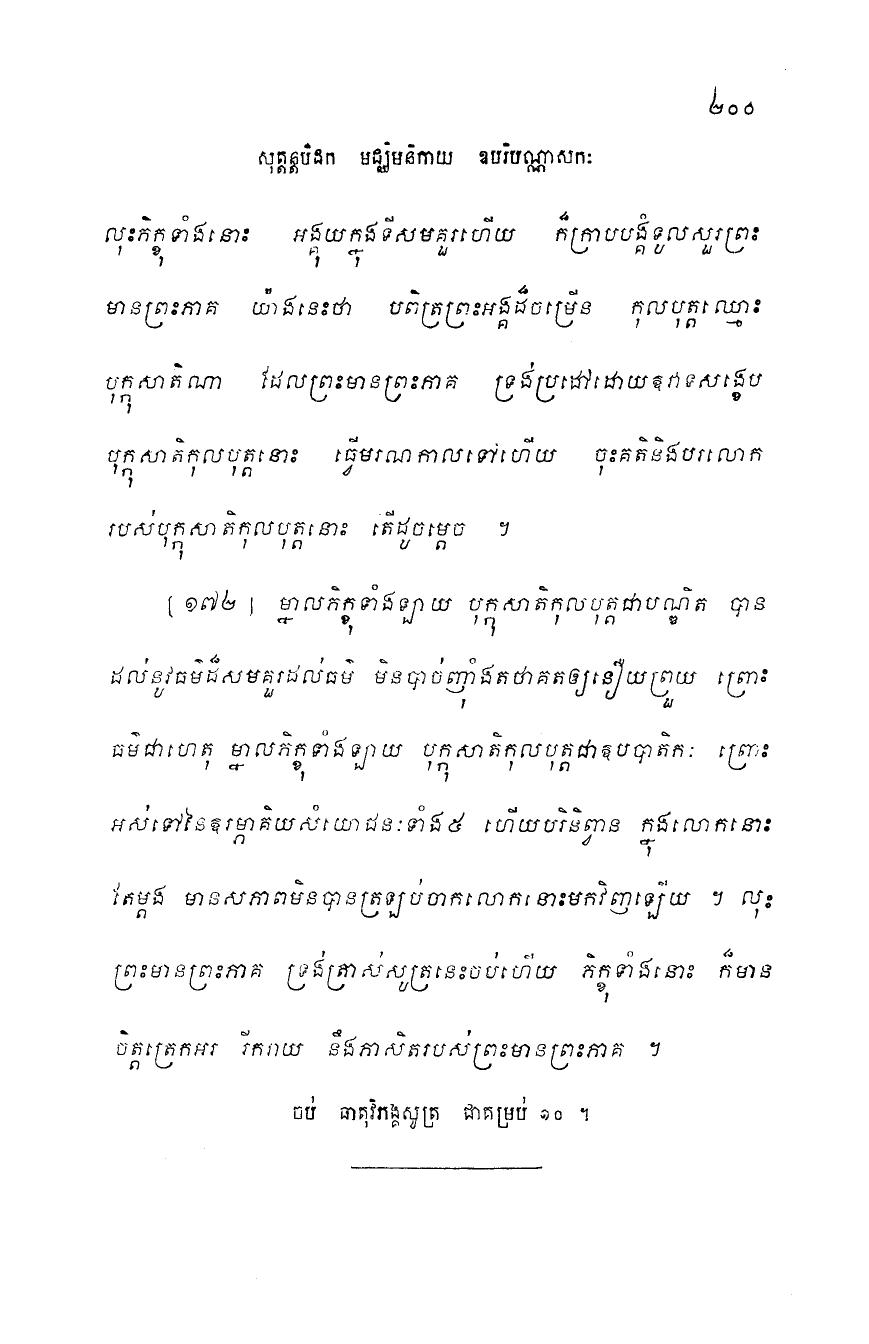 ២០១
សុត្តន្តបិដក មជ្ឈិមនិកាយ ឧបរិបណ្ណាសកៈ
លុះភិក្ខុទាំងនោះ អង្គុយក្នុងទីសមគួរហើយ ក៏ក្រាបបង្គំទូលសួរព្រះ
មានព្រះភាគ យ៉ាងនេះថា បពិត្រព្រះអង្គដ៏ចម្រើន កុលបុត្តឈ្មោះ
បុក្កុសាតិណា ដែលព្រះមានព្រះភាគ ទ្រង់ប្រដៅដោយឱវាទសង្ខេប
បុក្កុសាតិកុលបុត្តនោះ ធ្វើមរណកាលទៅហើយ ចុះគតិនិងបរលោក
របស់បុក្កុសាតិកុលបុត្តនោះ តើដូចម្តេច ។
[១៧២] ម្នាលភិក្ខុទាំងឡាយ បុក្កុសាតិកុលបុត្តជាបណ្ឌិត បាន
ដល់នូវធម៌ដ៏សមគួរដល់ធម៌ មិនបាច់ញ៉ាំងតថាគតឲ្យនឿយព្រួយ ព្រោះ
ធម៌ជាហេតុ ម្នាលភិក្ខុទាំងឡាយ បុក្កុសាតិកុលបុត្តជាឧបបាតិកៈ ព្រោះ
អស់ទៅនៃឱរម្ភាគិយសំយោជនៈទាំង៥ ហើយបរិនិព្វាន ក្នុងលោកនោះ
តែម្តង មានសភាពមិនបានត្រឡប់ចាកលោកនោះមកវិញឡើយ ។ លុះ
ព្រះមានព្រះភាគ ទ្រង់ត្រាស់សូត្រនេះចប់ហើយ ភិក្ខុទាំងនោះ ក៏មាន
ចិត្តត្រេកអរ រីករាយ នឹងភាសិតរបស់ព្រះមានព្រះភាគ ។
ចប់ ធាតុវិភង្គសូត្រ ជាគម្រប់ ១០ ។